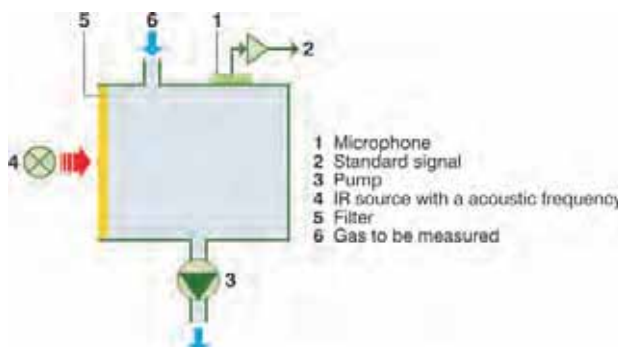 5 6 1
2
4
3
1 Microphone
2 Standard signal
3 Pump
4 IR source with a acoustic frequency
5 Filter
6 Gas to be measured